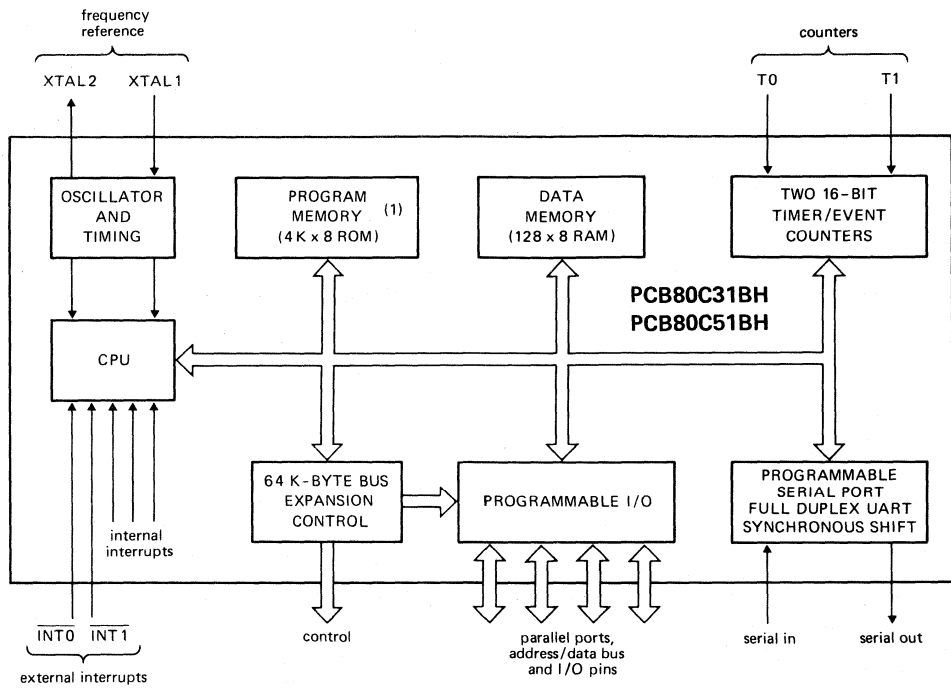 frequency
reference
XTAL2 XTAL1
counters
T0 T1
OSCILLATOR
AND
TIMING
PROGRAM
MEMORY (1)
(4K x 8 ROM)
DATA
MEMORY
(128 x 8 RAM)
TWO 16-BIT
TIMER/EVENT
COUNTERS
PCB80C31BH
PCB80C51BH
CPU
64 K-BYTE BUS
EXPANSION
CONTROL
PROGRAMMABLE I/O
PROGRAMMABLE
SERIAL PORT
FULL DUPLEX UART
SYNCHRONOUS SHIFT
internal
interrupts
INT0 INT1
external interrupts
control
parallel ports,
address/data bus
and I/O pins
serial in
serial out